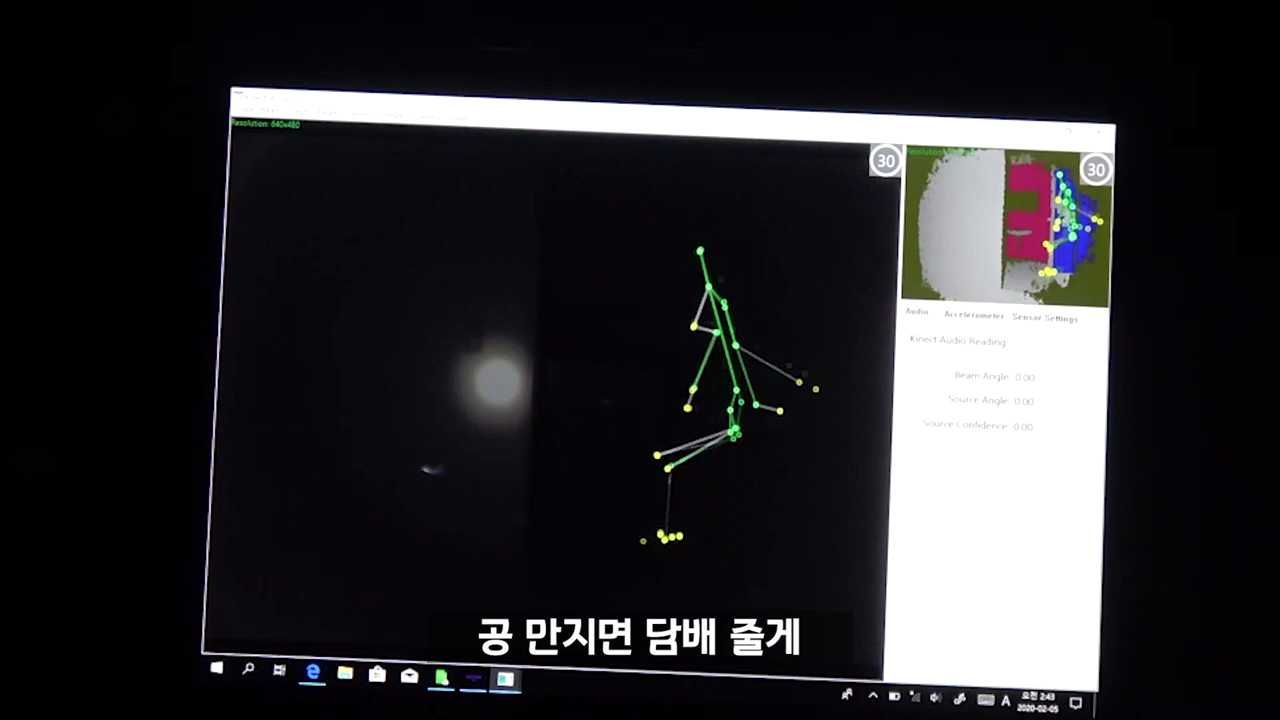 Resolution: 640x480
30
30
Audio Accelerometer Sensor Settings
Kinect Audio Reading
Beam Angle 0.00
Source Angle 0.00
Source Confidence 0.00
공 만지면 담배 줄게
A
오전 2:43
2020-02-05